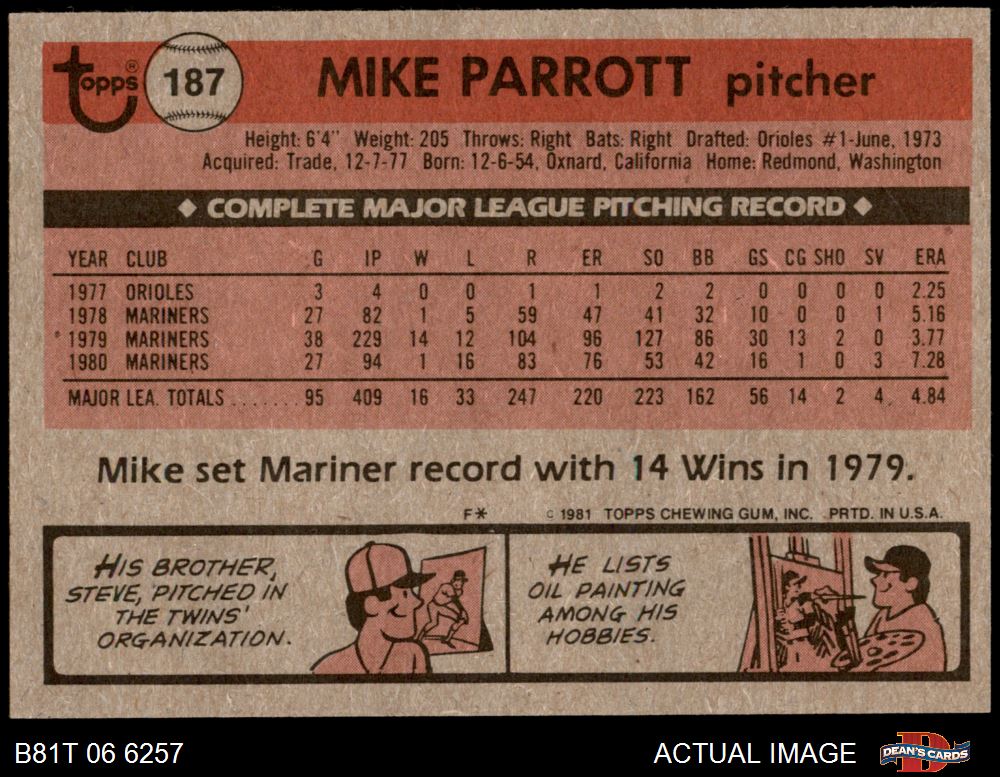 Topps® 187 MIKE PARROTT pitcher
Height: 6'4" Weight: 205 Throws: Right Bats: Right Drafted: Orioles #1-June, 1973
Acquired: Trade, 12-7-77 Born: 12-6-54, Oxnard, California Home: Redmond, Washington
◆ COMPLETE MAJOR LEAGUE PITCHING RECORD ◆
YEAR CLUB G IP W L R ER SO BB GS CG SHO SV ERA
1977 ORIOLES 3 4 0 0 1 1 2 2 0 0 0 0 2.25
1978 MARINERS 27 82 1 5 59 47 41 32 10 0 0 1 5.16
1979 MARINERS 38 229 14 12 104 96 127 86 30 13 2 0 3.77
1980 MARINERS 27 94 1 16 83 76 53 42 16 1 0 3 7.28
MAJOR LEA. TOTALS ....... 95 409 16 33 247 220 223 162 56 14 2 4 4.84
Mike set Mariner record with 14 Wins in 1979.
F* © 1981 TOPPS CHEWING GUM, INC. PRTD. IN U.S.A.
HIS BROTHER,
STEVE, PITCHED IN
THE TWINS'
ORGANIZATION.
HE LISTS
OIL PAINTING
AMONG HIS
HOBBIES.
B81T 06 6257 ACTUAL IMAGE DEAN'S CARDS